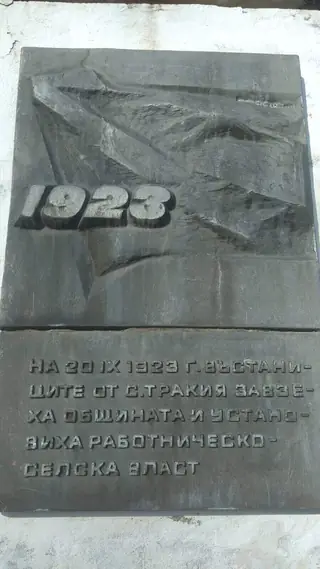 1923
НА 20 IX 1923 Г. ВЪСТАНИ-
ЦИТЕ ОТ С. ТРАКИЯ ЗАВЗЕ-
ХА ОБЩИНАТА И УСТАНО-
ВИХА РАБОТНИЧЕСКО-
СЕЛСКА ВЛАСТ